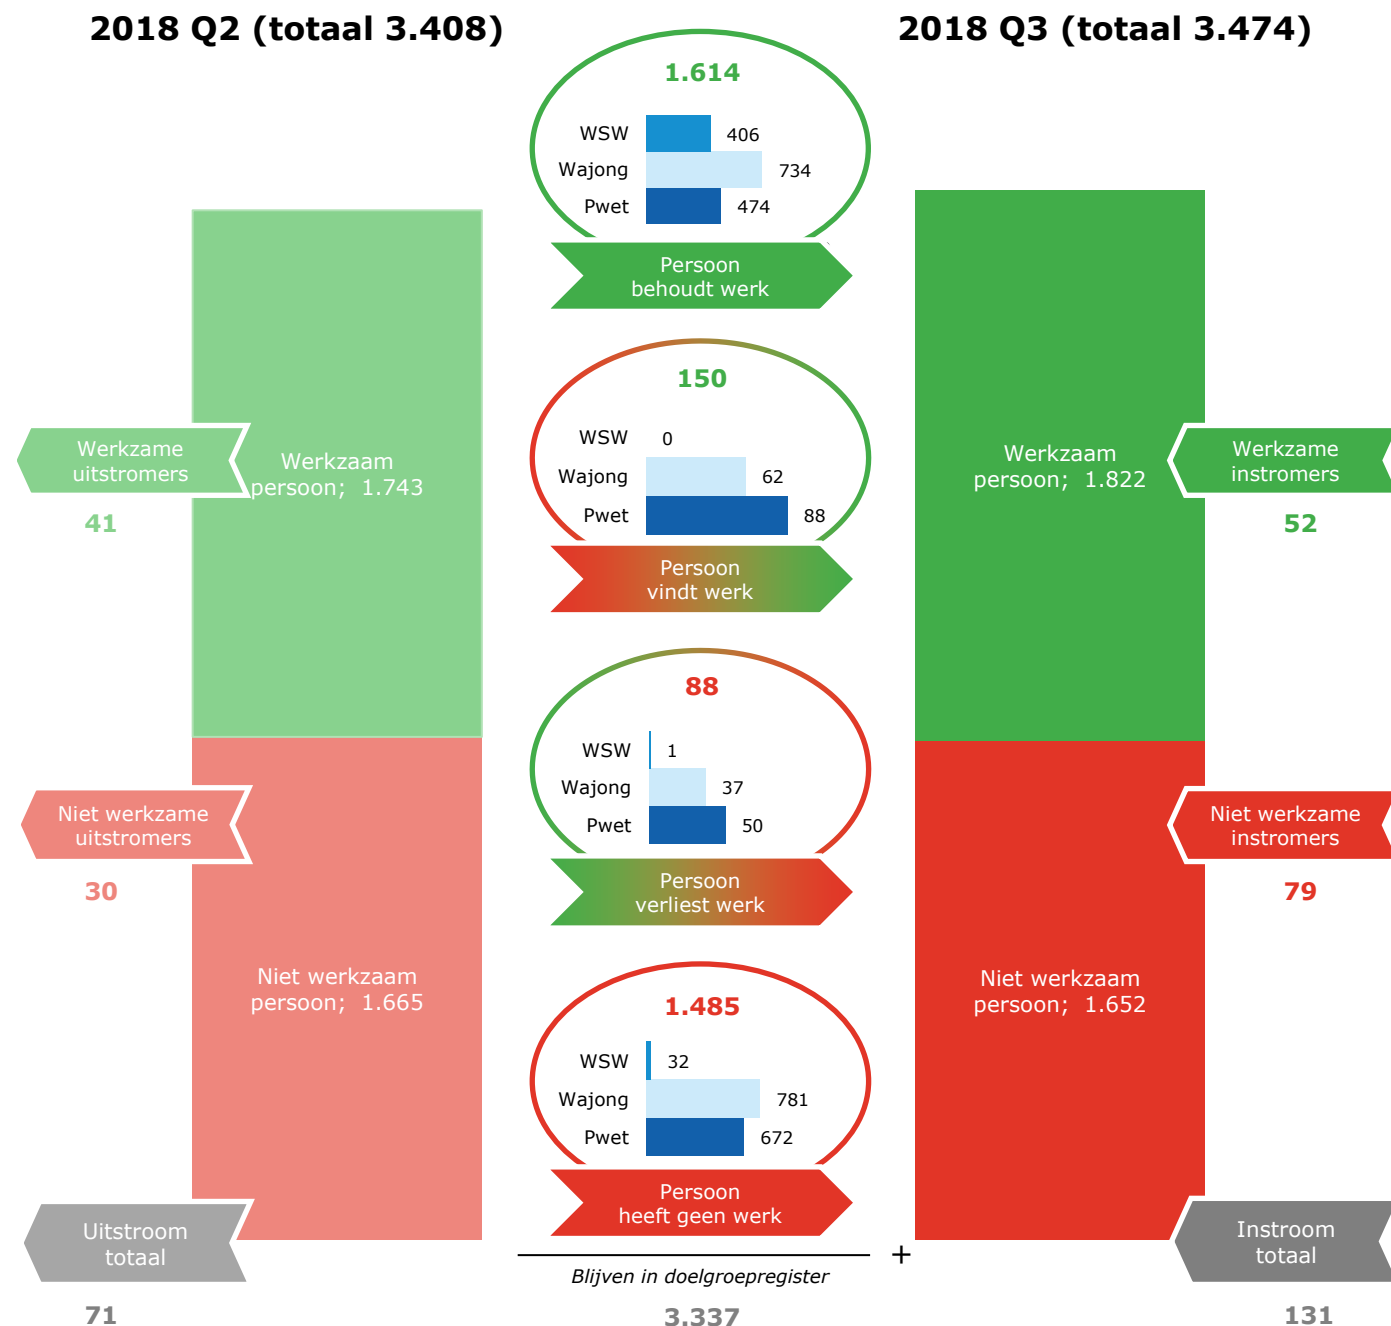 2018 Q2 (totaal 3.408)
2018 Q3 (totaal 3.474)
1.614
WSW 406
Wajong 734
Pwet 474
Persoon
behoudt werk
150
WSW 0
Wajong 62
Pwet 88
Persoon
vindt werk
88
WSW 1
Wajong 37
Pwet 50
Persoon
verliest werk
1.485
WSW 32
Wajong 781
Pwet 672
Persoon
heeft geen werk
Blijven in doelgroepregister
3.337
+
Werkzame
uitstromers
41
Werkzaam
persoon; 1.743
Niet werkzame
uitstromers
30
Niet werkzaam
persoon; 1.665
Uitstroom
totaal
71
Werkzaam
persoon; 1.822
Werkzame
instromers
52
Niet werkzame
instromers
79
Niet werkzaam
persoon; 1.652
Instroom
totaal
131